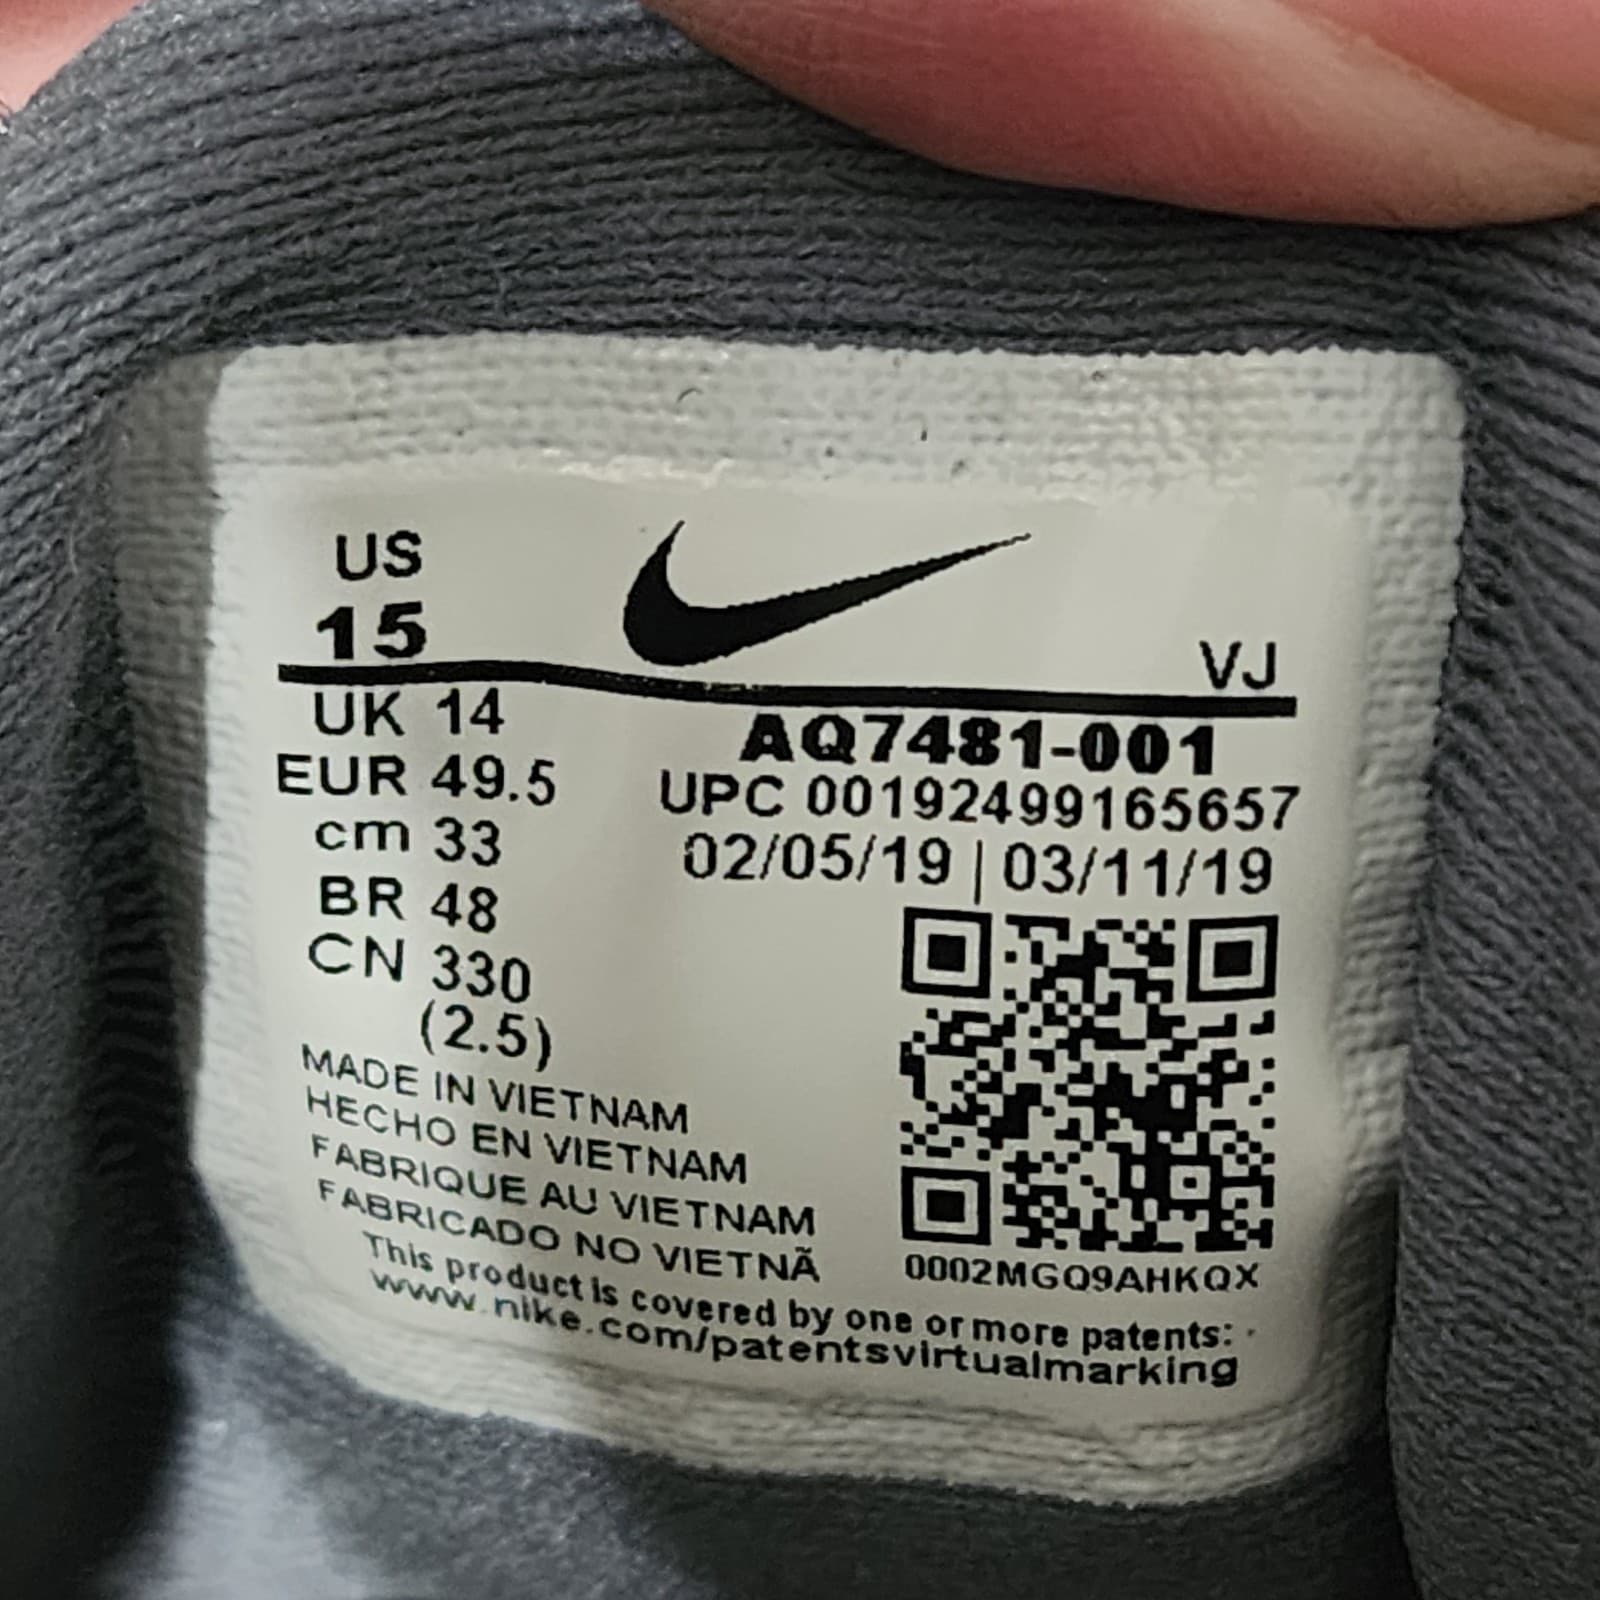 US
15
VJ
UK 14
AQ7481-001
EUR 49.5
UPC 00192499165657
cm 33
02/05/19 | 03/11/19
BR 48
CN 330
(2.5)
MADE IN VIETNAM
HECHO EN VIETNAM
FABRIQUE AU VIETNAM
FABRICADO NO VIETNÃ
0002MGQ9AHKQX
This product is covered by one or more patents:
www.nike.com/patentsvirtualmarking